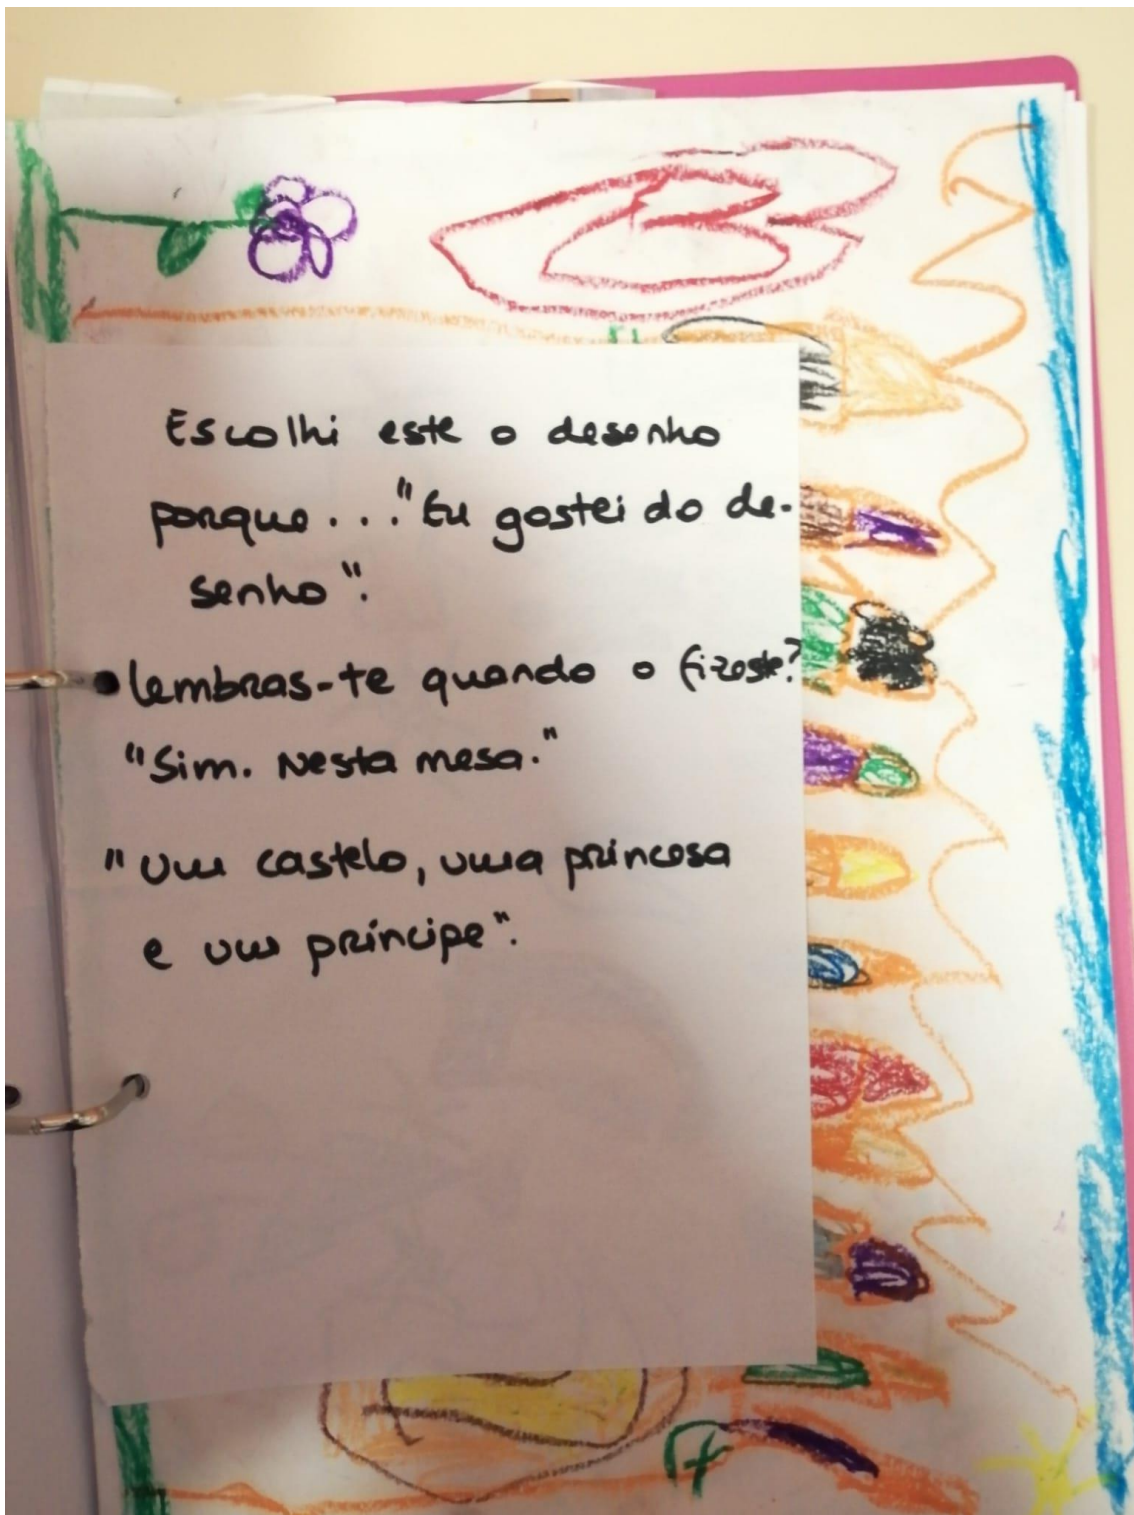 Escolhi este o desenho
porque . . . "Eu gostei do de-
senho".
• Lembras-te quando o fizeste?
"Sim. Nesta mesa."
"Um castelo, uma princesa
e um príncipe".